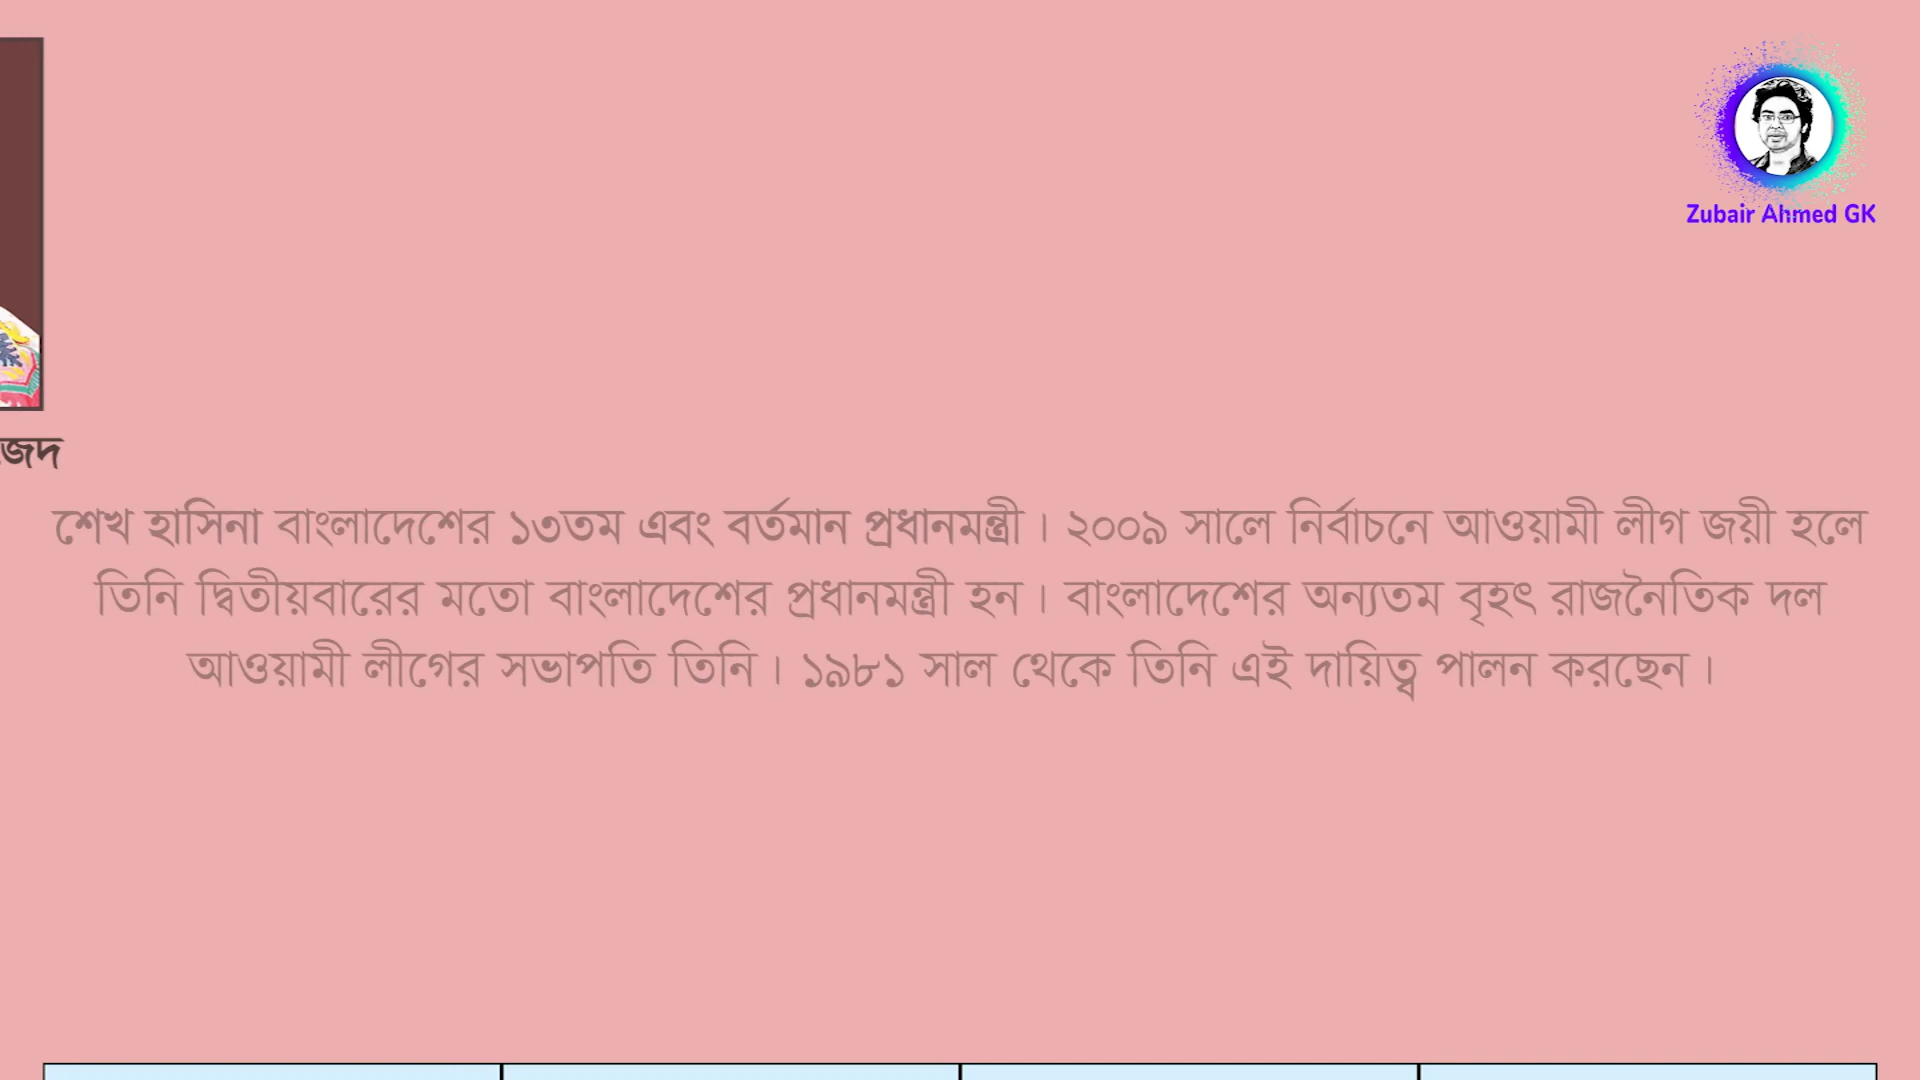 Zubair Ahmed GK
জেদ
শেখ হাসিনা বাংলাদেশের ১৩তম এবং বর্তমান প্রধানমন্ত্রী। ২০০৯ সালে নির্বাচনে আওয়ামী লীগ জয়ী হলে
তিনি দ্বিতীয়বারের মতো বাংলাদেশের প্রধানমন্ত্রী হন। বাংলাদেশের অন্যতম বৃহৎ রাজনৈতিক দল
আওয়ামী লীগের সভাপতি তিনি। ১৯৮১ সাল থেকে তিনি এই দায়িত্ব পালন করছেন।